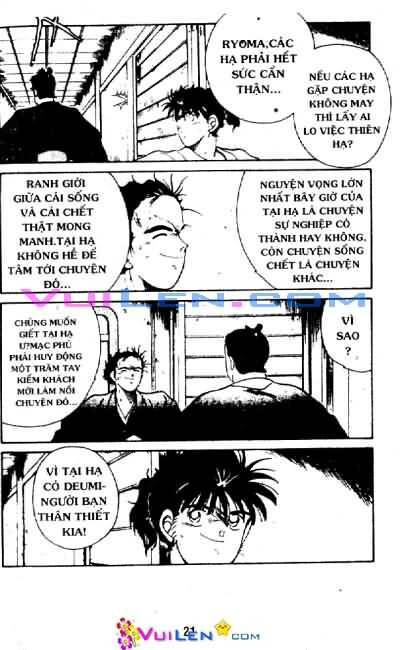 RYOMA,CÁC
HẠ PHẢI HẾT
SỨC CẨN
THẬN...
NẾU CÁC HẠ
GẶP CHUYỆN
KHÔNG MAY
THÌ LẤY AI
LO VIỆC THIÊN
HẠ?
RANH GIỚI
GIỮA CÁI SỐNG
VÀ CÁI CHẾT
THẬT MONG
MANH.TẠI HẠ
KHÔNG HỀ ĐỂ
TÂM TỚI CHUYỆN
ĐÓ...
NGUYỆN VỌNG LỚN
NHẤT BÂY GIỜ CỦA
TẠI HẠ LÀ CHUYỆN
SỰ NGHIỆP CÓ
THÀNH HAY KHÔNG,
CÒN CHUYỆN SỐNG
CHẾT LÀ CHUYỆN
KHÁC...
VUILEN.COM
CHÚNG MUỐN
GIẾT TẠI HẠ
Ư?MẠC PHỦ
PHẢI HUY ĐỘNG
MỘT TRĂM TAY
KIẾM KHÁCH
MỚI LÀM NỔI
CHUYỆN ĐÓ...
VÌ
SAO
?
VÌ TẠI HẠ
CÓ DEUMI-
NGƯỜI BẠN
THÂN THIẾT
KIA!
21
VUILEN.COM